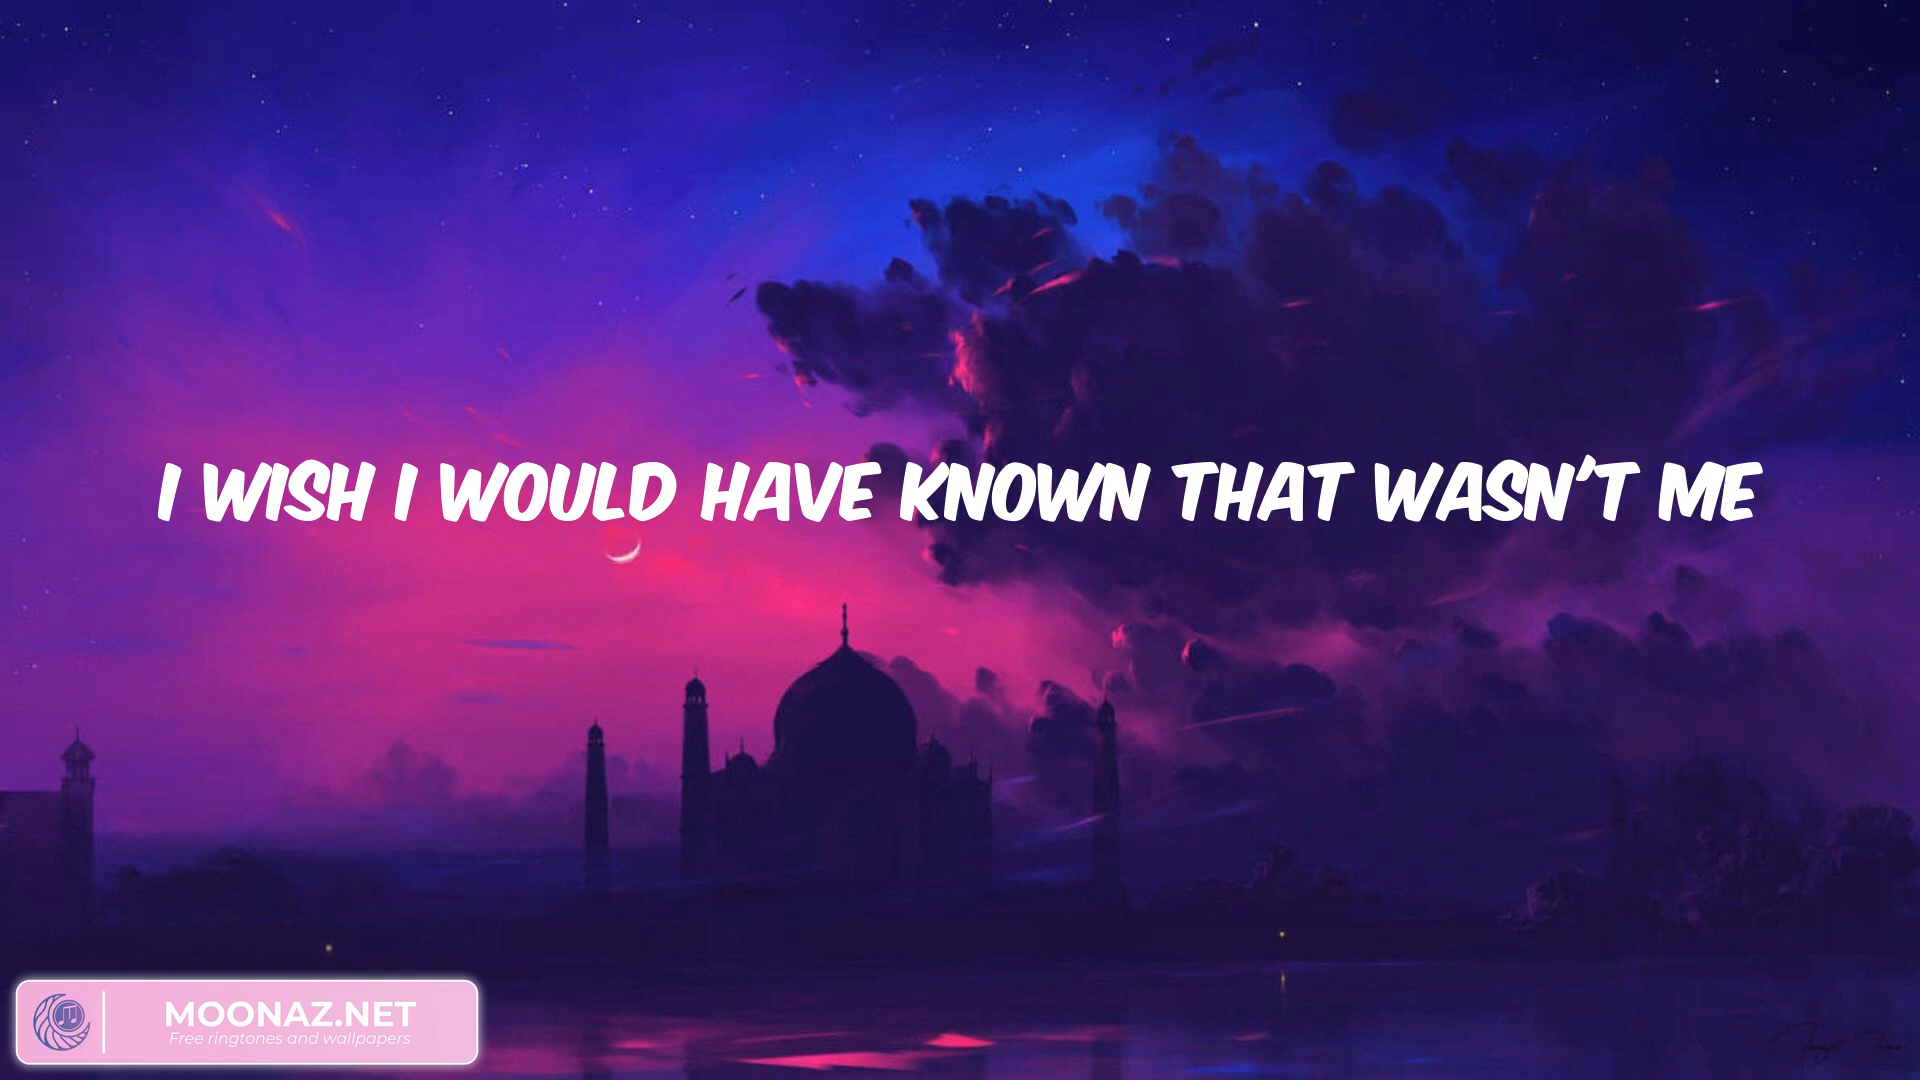 I WISH I WOULD HAVE KNOWN THAT WASN'T ME
MOONAZ.NET
Free ringtones and wallpapers